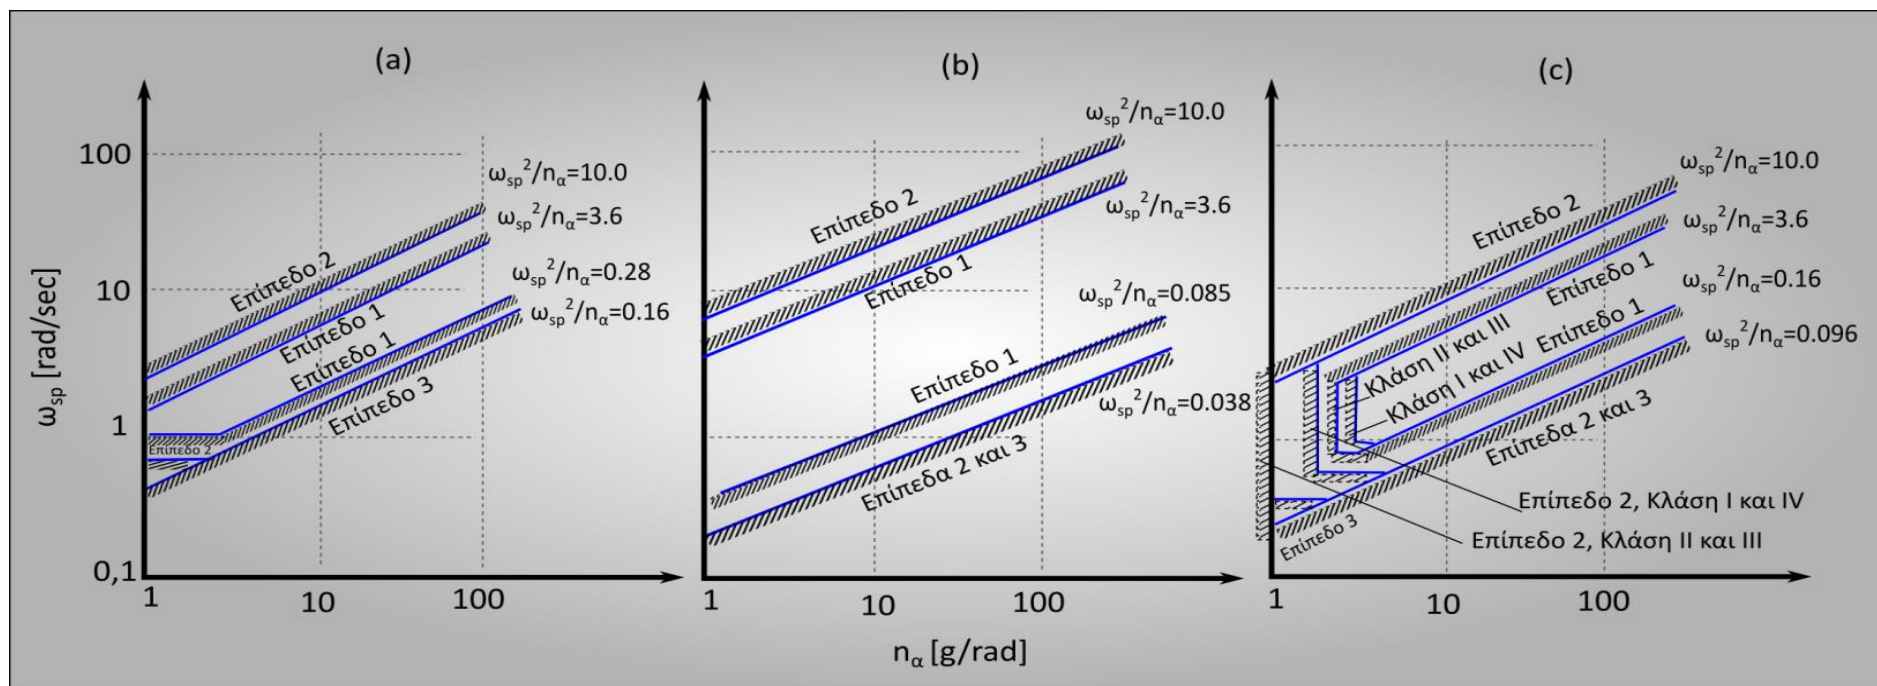 (a)
100
10
1
0,1
ω_sp [rad/sec]
ω_sp²/n_α=10.0
ω_sp²/n_α=3.6
ω_sp²/n_α=0.28
ω_sp²/n_α=0.16
Επίπεδο 2
Επίπεδο 1
Επίπεδο 1
Επίπεδο 2
Επίπεδο 3
1
10
100
(b)
ω_sp²/n_α=10.0
ω_sp²/n_α=3.6
ω_sp²/n_α=0.085
ω_sp²/n_α=0.038
Επίπεδο 2
Επίπεδο 1
Επίπεδο 1
Επίπεδα 2 και 3
1
10
100
n_α [g/rad]
(c)
ω_sp²/n_α=10.0
ω_sp²/n_α=3.6
ω_sp²/n_α=0.16
ω_sp²/n_α=0.096
Επίπεδο 2
Επίπεδο 1
Κλάση II και III
Κλάση I και IV
Επίπεδο 1
Επίπεδα 2 και 3
Επίπεδο 2, Κλάση I και IV
Επίπεδο 2, Κλάση II και III
Επίπεδο 3
1
10
100